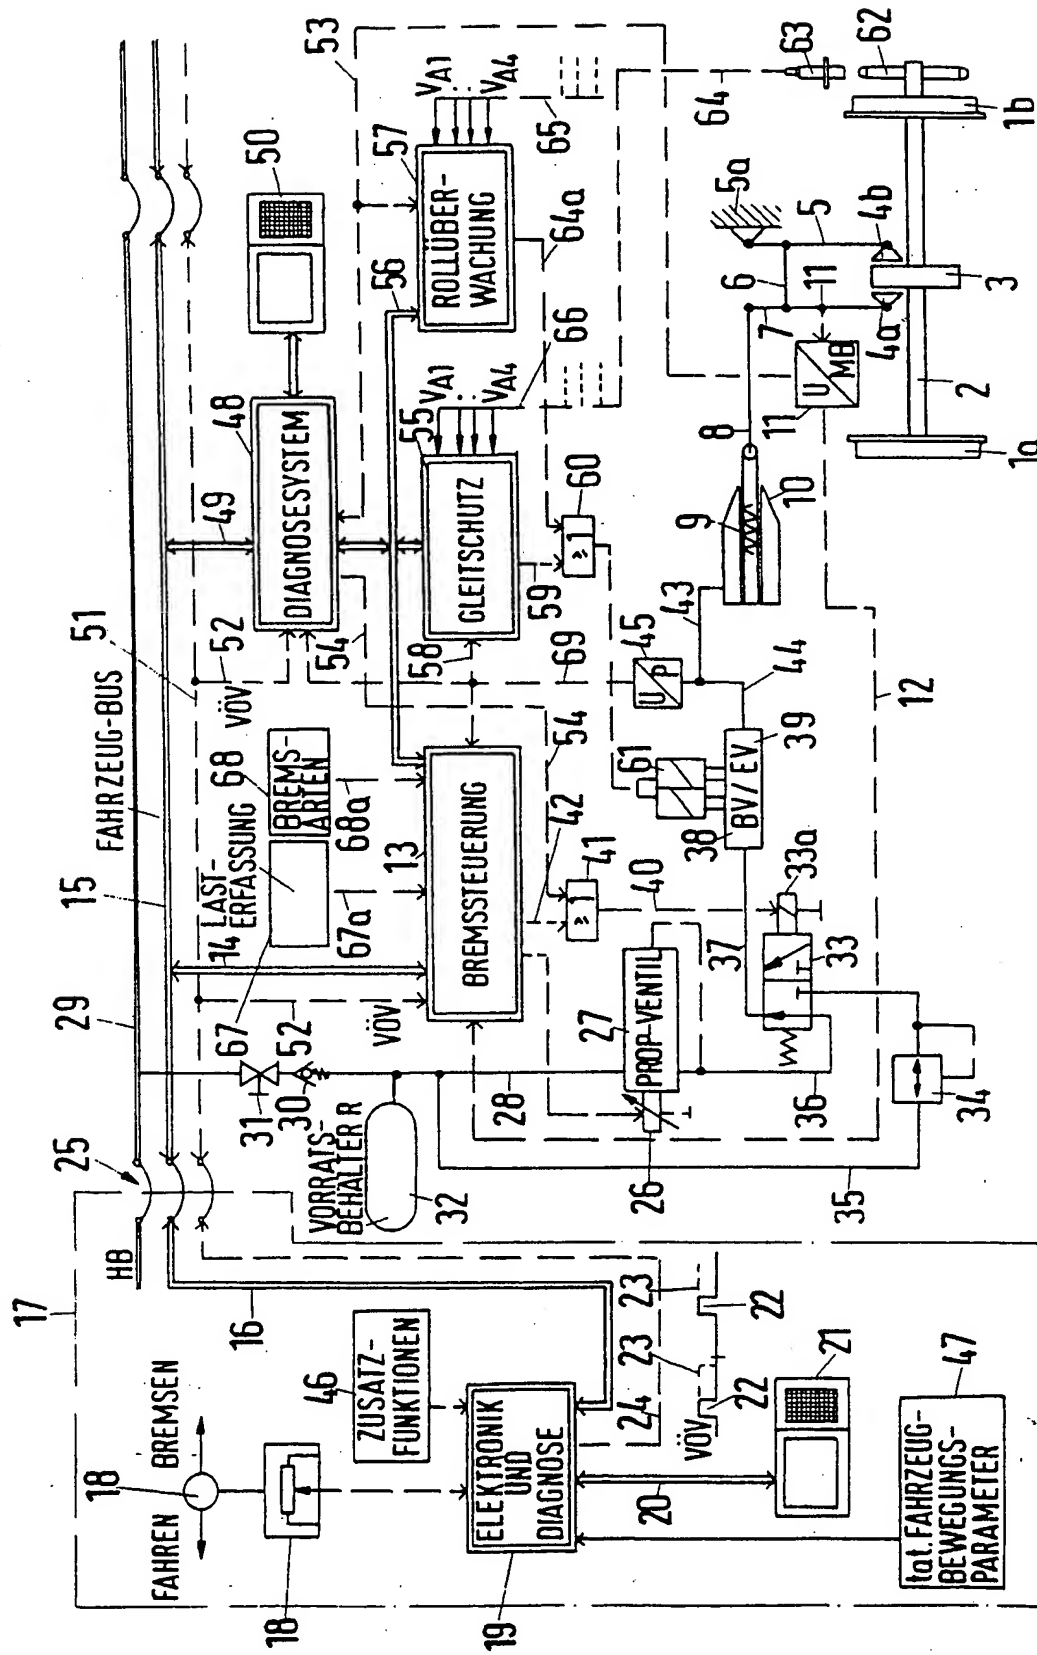 17
FAHREN BREMSEN
18
18
HB
25
16
46
ZUSATZ-
FUNKTIONEN
ELEKTRONIK
UND
DIAGNOSE
19
20
24
VÖV
22
23
23
22
21
47
tat.FAHRZEUG-
BEWEGUNGS-
PARAMETER
29
15
FAHRZEUG-BUS
14
LAST-
ERFASSUNG
67
68
BREMS-
ARTEN
VÖV
52
51
49
48
DIAGNOSESYSTEM
50
53
31
30
52
VÖV
67a
68a
13
BREMSSTEUERUNG
54
VORRATS-
BEHÄLTER R
32
28
26
27
PROP-VENTIL
35
36
34
42
41
≥1
40
37
33
33a
54
58
55
GLEITSCHUTZ
VA1
:
VA4
56
57
ROLLÜBER-
WACHUNG
VA1
:
VA4
59
60
≥1
66
64a
65
69
45
U
P
61
38
BV/EV
39
44
43
12
9
10
8
11
U
MB
7
6
11
5
5a
4a
4b
3
2
1a
1b
64
63
62